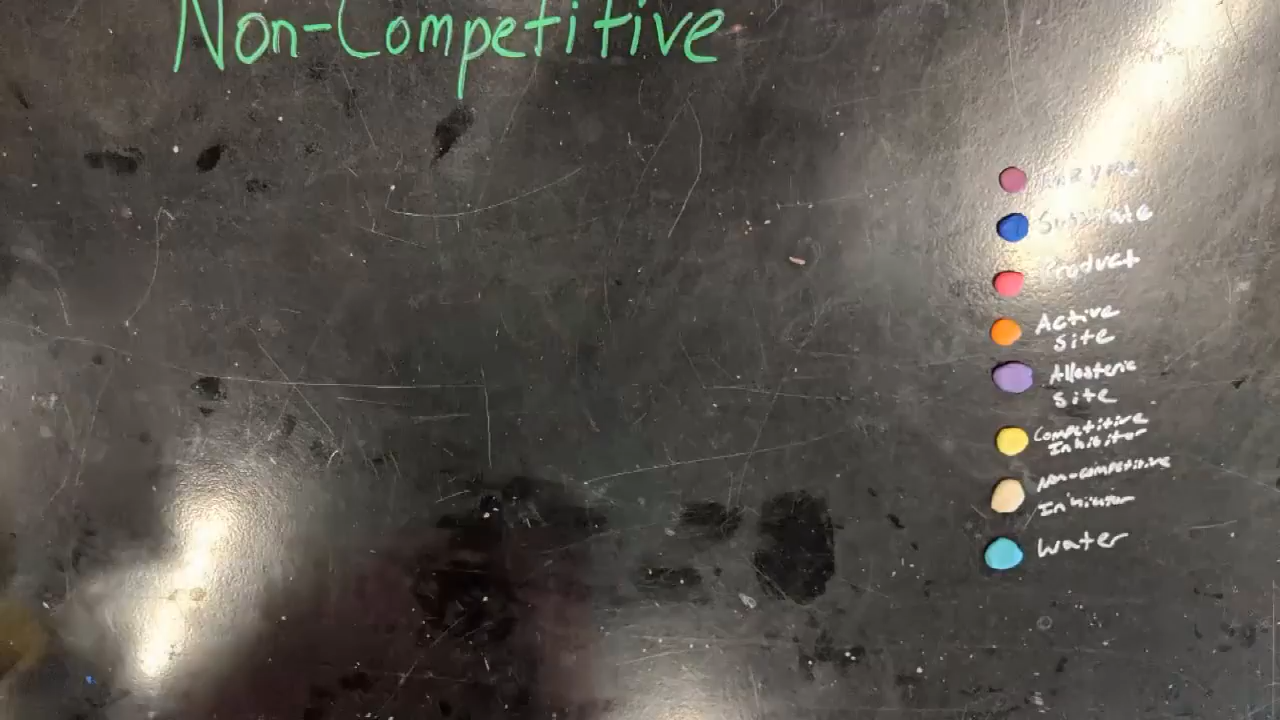 Non-Competitive
Enzyme
Substrate
Product
Active
Site
Allosteric
Site
Competitive
Inhibitor
Non-competitive
Inhibitor
Water